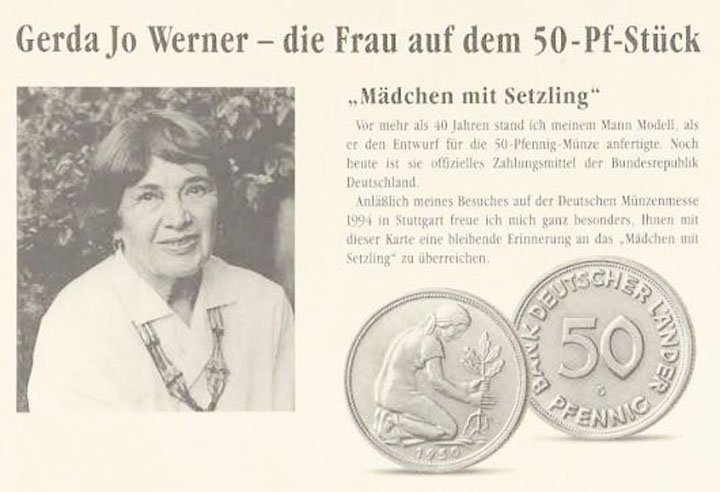 Gerda Jo Werner – die Frau auf dem 50-Pf-Stück
„Mädchen mit Setzling“
Vor mehr als 40 Jahren stand ich meinem Mann Modell, als
er den Entwurf für die 50-Pfennig-Münze anfertigte. Noch
heute ist sie offizielles Zahlungsmittel der Bundesrepublik
Deutschland.
Anläßlich meines Besuches auf der Deutschen Münzenmesse
1994 in Stuttgart freue ich mich ganz besonders, Ihnen mit
dieser Karte eine bleibende Erinnerung an das „Mädchen mit
Setzling“ zu überreichen.
1950
BANK DEUTSCHER LÄNDER
50
G
PFENNIG